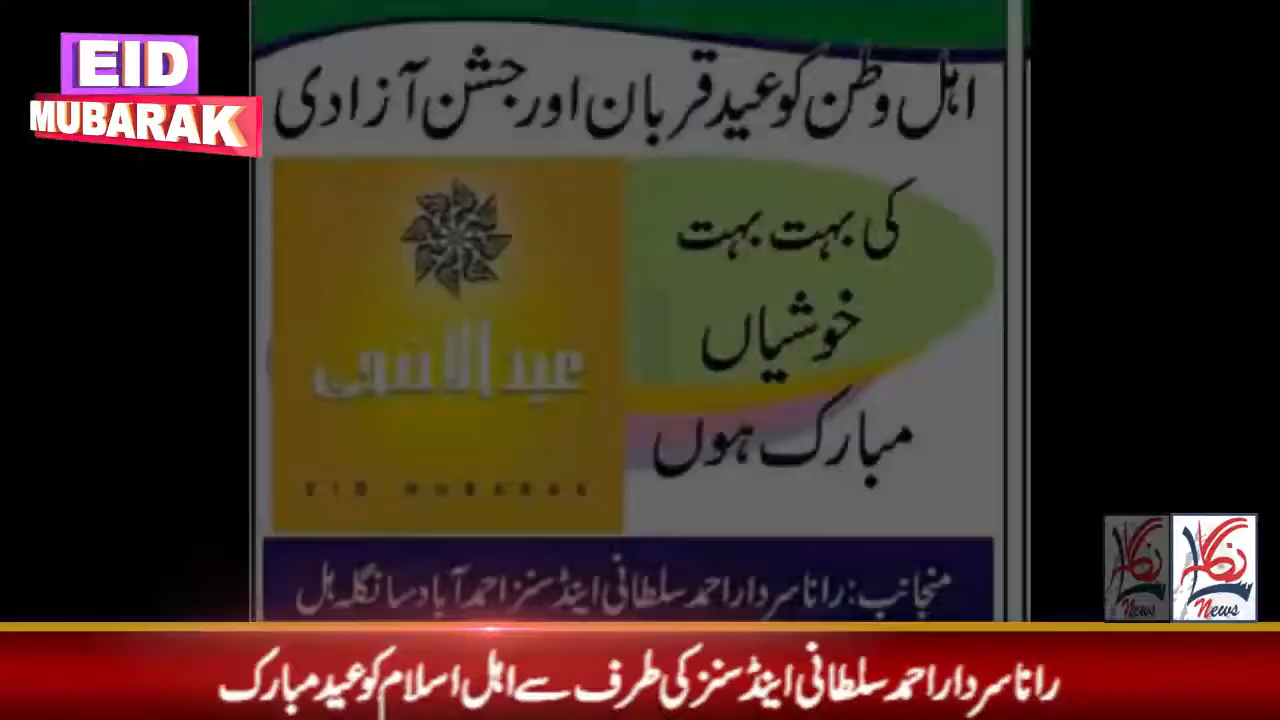 EID
MUBARAK
اہل وطن کو عید قربان اور جشن آزادی
کی بہت بہت
خوشیاں
مبارک ہوں
عید الاضحی
EID MUBARAK
منجانب: رانا سردار احمد سلطانی اینڈ سنز احمد آباد سانگلہ ہل
News
News
رانا سردار احمد سلطانی اینڈ سنز کی طرف سے اہل اسلام کو عید مبارک